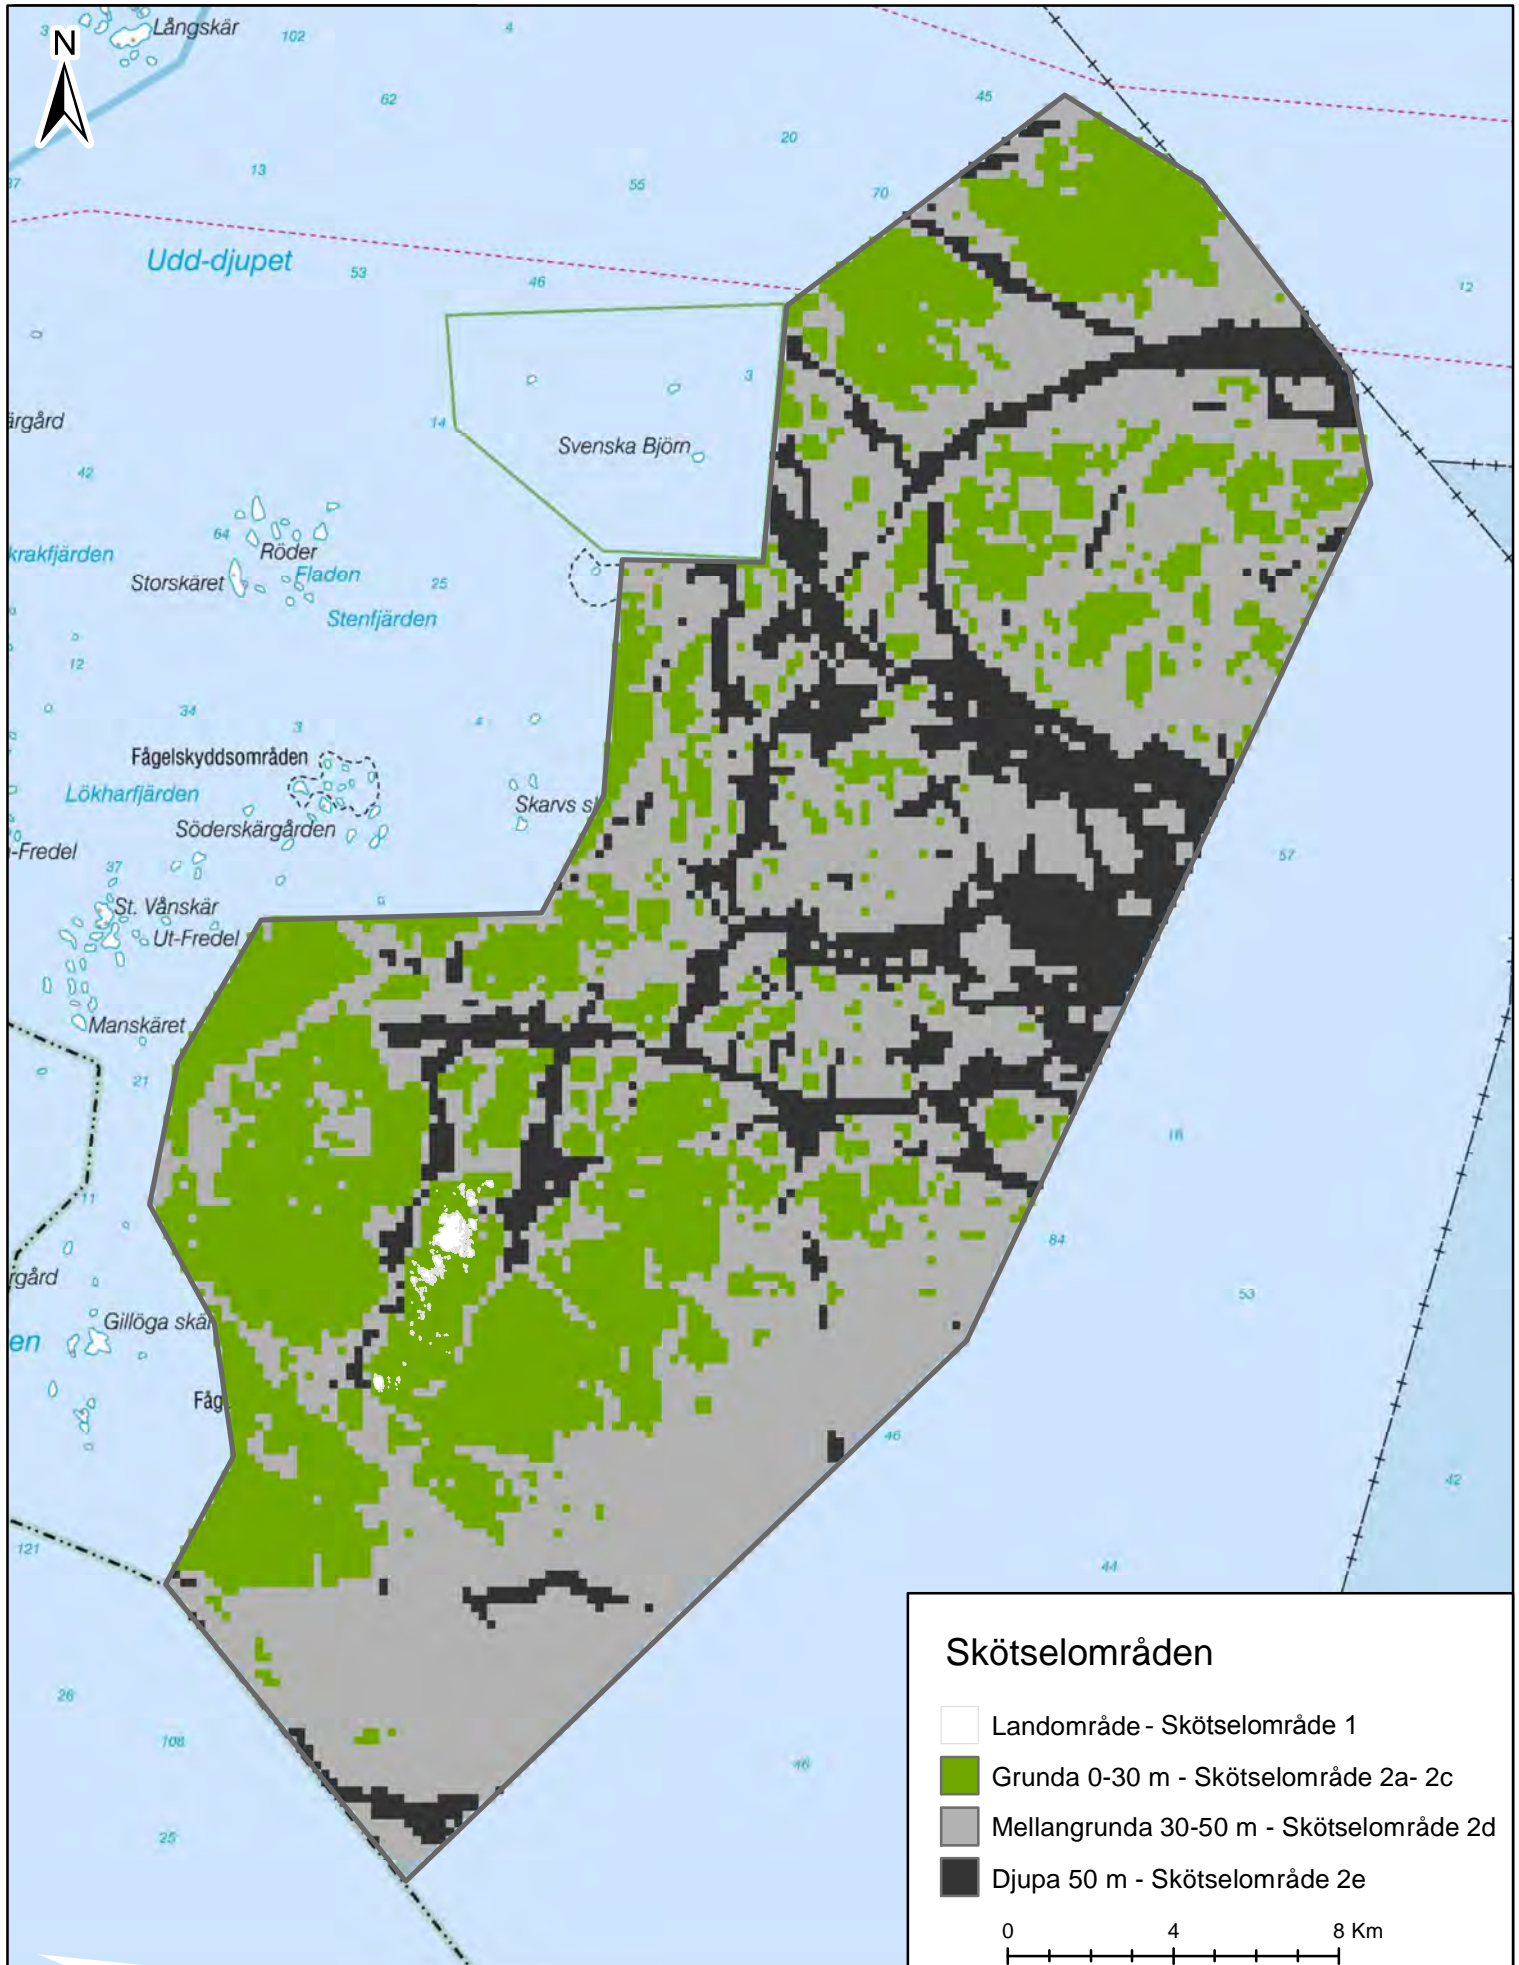 3
Långskär
102
4
N
62
45
20
13
37
55
70
Udd-djupet
53
46
12
3
ärgård
14
Svenska Björn
42
64
krakfjärden
Röder
Fladen
Storskäret
25
Stenfjärden
12
34
3
4
Fågelskyddsområden
Lökharfjärden
Skarvs s
Söderskärgården
-Fredel
57
37
St. Vånskär
Ut-Fredel
Manskäret
21
18
11
84
rgård
53
Gillöga skär
en
Fåg
46
42
121
44
26
108
46
25
Skötselområden
Landområde - Skötselområde 1
Grunda 0-30 m - Skötselområde 2a- 2c
Mellangrunda 30-50 m - Skötselområde 2d
Djupa 50 m - Skötselområde 2e
0 4 8 Km